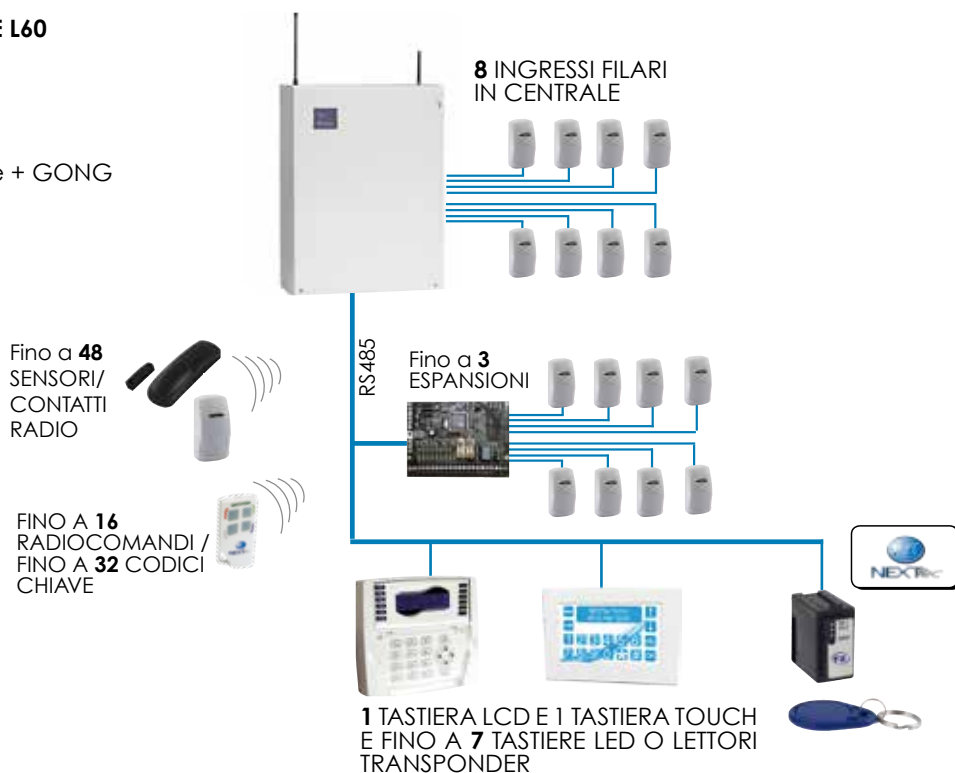 E L60
8 INGRESSI FILARI
IN CENTRALE
e + GONG
Fino a 48
SENSORI/
CONTATTI
RADIO
RS485
Fino a 3
ESPANSIONI
FINO A 16
RADIOCOMANDI /
FINO A 32 CODICI
CHIAVE
NEXTec
1 TASTIERA LCD E 1 TASTIERA TOUCH
E FINO A 7 TASTIERE LED O LETTORI
TRANSPONDER